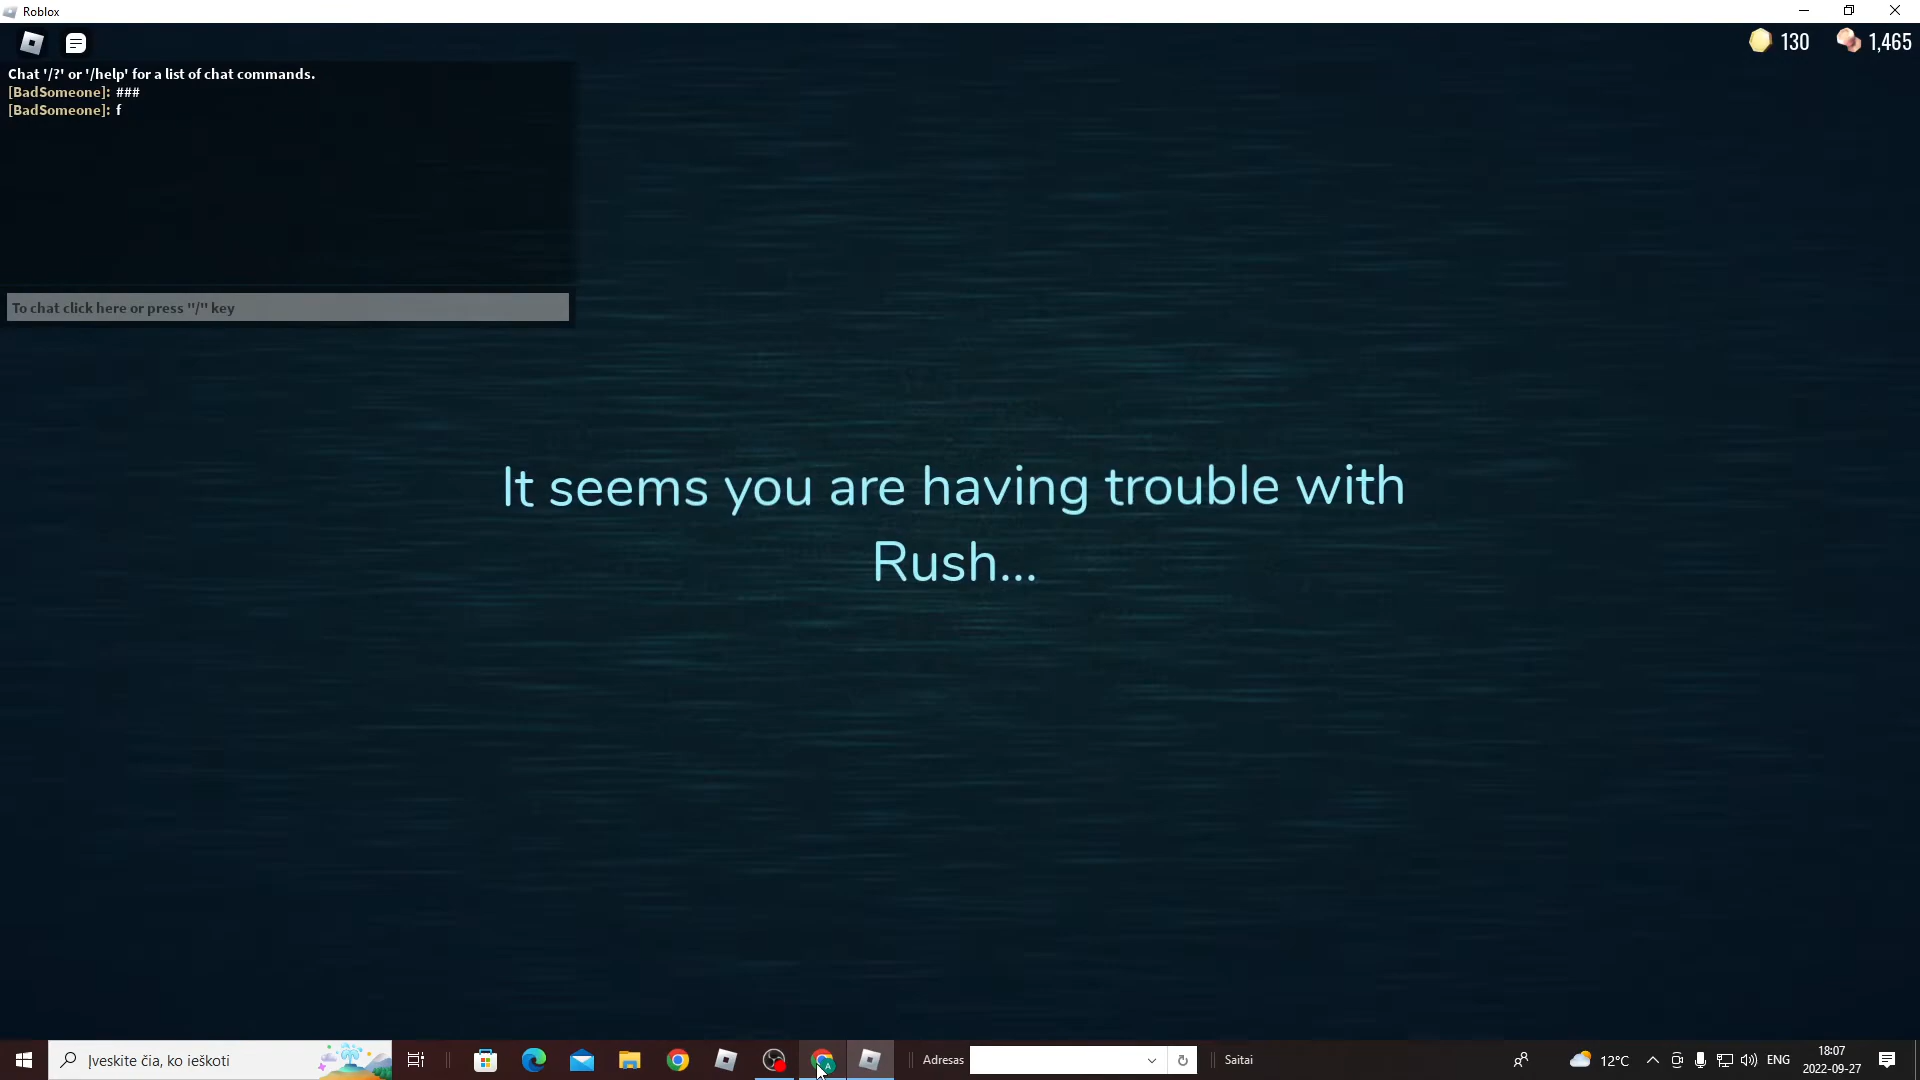 Roblox
130 1,465
Chat '/?' or '/help' for a list of chat commands.
[BadSomeone]: ###
[BadSomeone]: f
To chat click here or press "/" key
It seems you are having trouble with
Rush...
Įveskite čia, ko ieškoti
A
Adresas
Saitai
12°C
ENG
18:07
2022-09-27